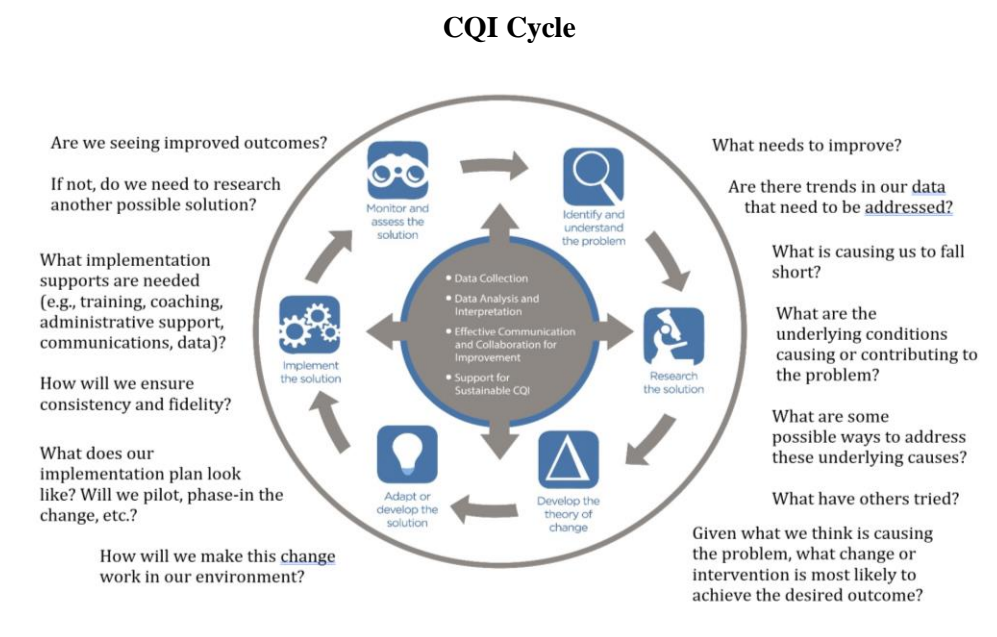 CQI Cycle
Are we seeing improved outcomes?
If not, do we need to research
another possible solution?
What implementation
supports are needed
(e.g., training, coaching,
administrative support,
communications, data)?
How will we ensure
consistency and fidelity?
What does our
implementation plan look
like? Will we pilot, phase-in the
change, etc.?
How will we make this change
work in our environment?
Monitor and
assess the
solution
Identify and
understand
the problem
• Data Collection
• Data Analysis and
Interpretation
• Effective Communication
and Collaboration for
Improvement
• Support for
Sustainable CQI
Implement
the solution
Research
the solution
Adapt or
develop the
solution
Develop the
theory of
change
What needs to improve?
Are there trends in our data
that need to be addressed?
What is causing us to fall
short?
What are the
underlying conditions
causing or contributing to
the problem?
What are some
possible ways to address
these underlying causes?
What have others tried?
Given what we think is causing
the problem, what change or
intervention is most likely to
achieve the desired outcome?